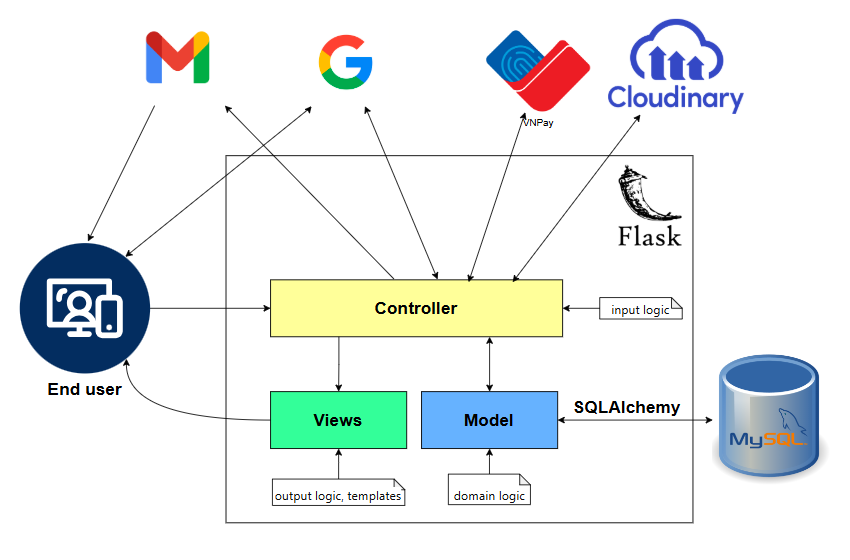 VNPay
Cloudinary
Flask
Controller
input logic
End user
Views
Model
SQLAlchemy
MySQL
output logic, templates
domain logic